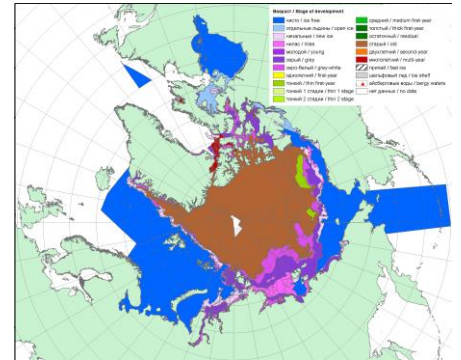 Возраст / Stage of development
чисто / ice free
отдельные льдины / open ice
начальные / new ice
нилас / nilas
молодой / young
серый / grey
серо-белый / grey-white
однолетний / first-year
тонкий / thin first-year
тонкий 1 стадии / thin 1 stage
тонкий 2 стадии / thin 2 stage
средний / medium first-year
толстый / thick first-year
остаточный / residual
старый / old
двухлетний / second-year
многолетний / multi-year
припай / fast ice
шельфовый лед / ice shelf
айсберговые воды / bergy waters
нет данных / no data